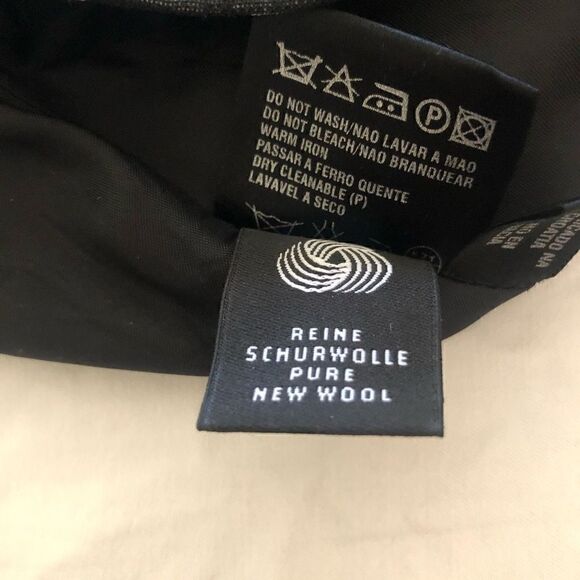 P
DO NOT WASH/NAO LAVAR A MAO
DO NOT BLEACH/NAO BRANQUEAR
WARM IRON
PASSAR A FERRO QUENTE
DRY CLEANABLE (P)
LAVAVEL A SECO
REINE
SCHURWOLLE
PURE
NEW WOOL